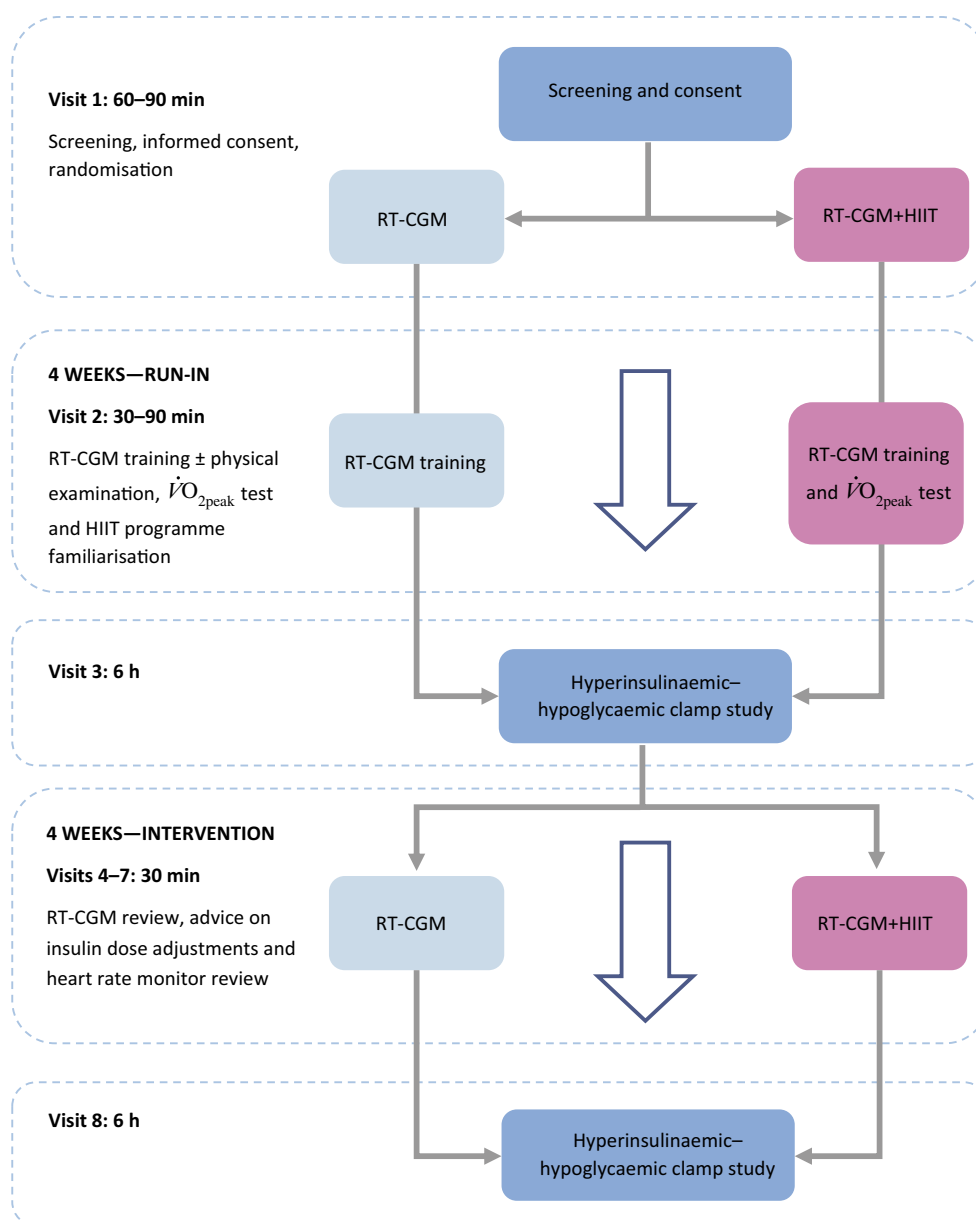 Visit 1: 60–90 min
Screening, informed consent,
randomisation
Screening and consent
RT-CGM
RT-CGM+HIIT
4 WEEKS—RUN-IN
Visit 2: 30–90 min
RT-CGM training ± physical
examination, V̇O2peak test
and HIIT programme
familiarisation
RT-CGM training
RT-CGM training
and V̇O2peak test
Visit 3: 6 h
Hyperinsulinaemic–
hypoglycaemic clamp study
4 WEEKS—INTERVENTION
Visits 4–7: 30 min
RT-CGM review, advice on
insulin dose adjustments and
heart rate monitor review
RT-CGM
RT-CGM+HIIT
Visit 8: 6 h
Hyperinsulinaemic–
hypoglycaemic clamp study